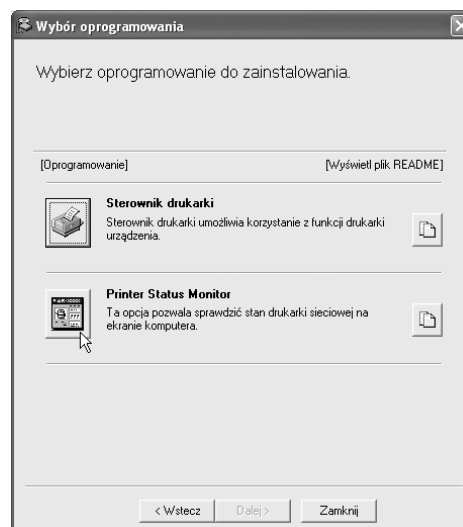 Wybór oprogramowania
Wybierz oprogramowanie do zainstalowania.
[Oprogramowanie] [Wyświetl plik README]
Sterownik drukarki
Sterownik drukarki umożliwia korzystanie z funkcji drukarki
urządzenia.
Printer Status Monitor
Ta opcja pozwala sprawdzić stan drukarki sieciowej na
ekranie komputera.
< Wstecz Dalej > Zamknij